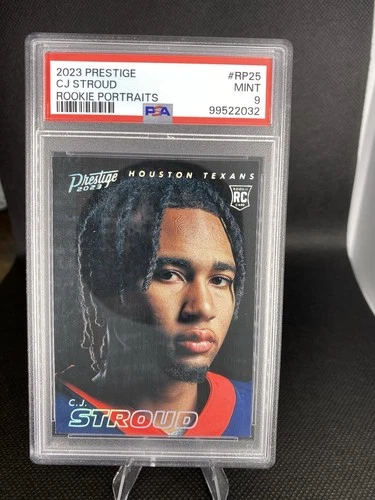 2023 PRESTIGE #RP25
CJ STROUD MINT
ROOKIE PORTRAITS 9
PSA 99522032
Prestige HOUSTON TEXANS
2023
RC
C.J.
STROUD